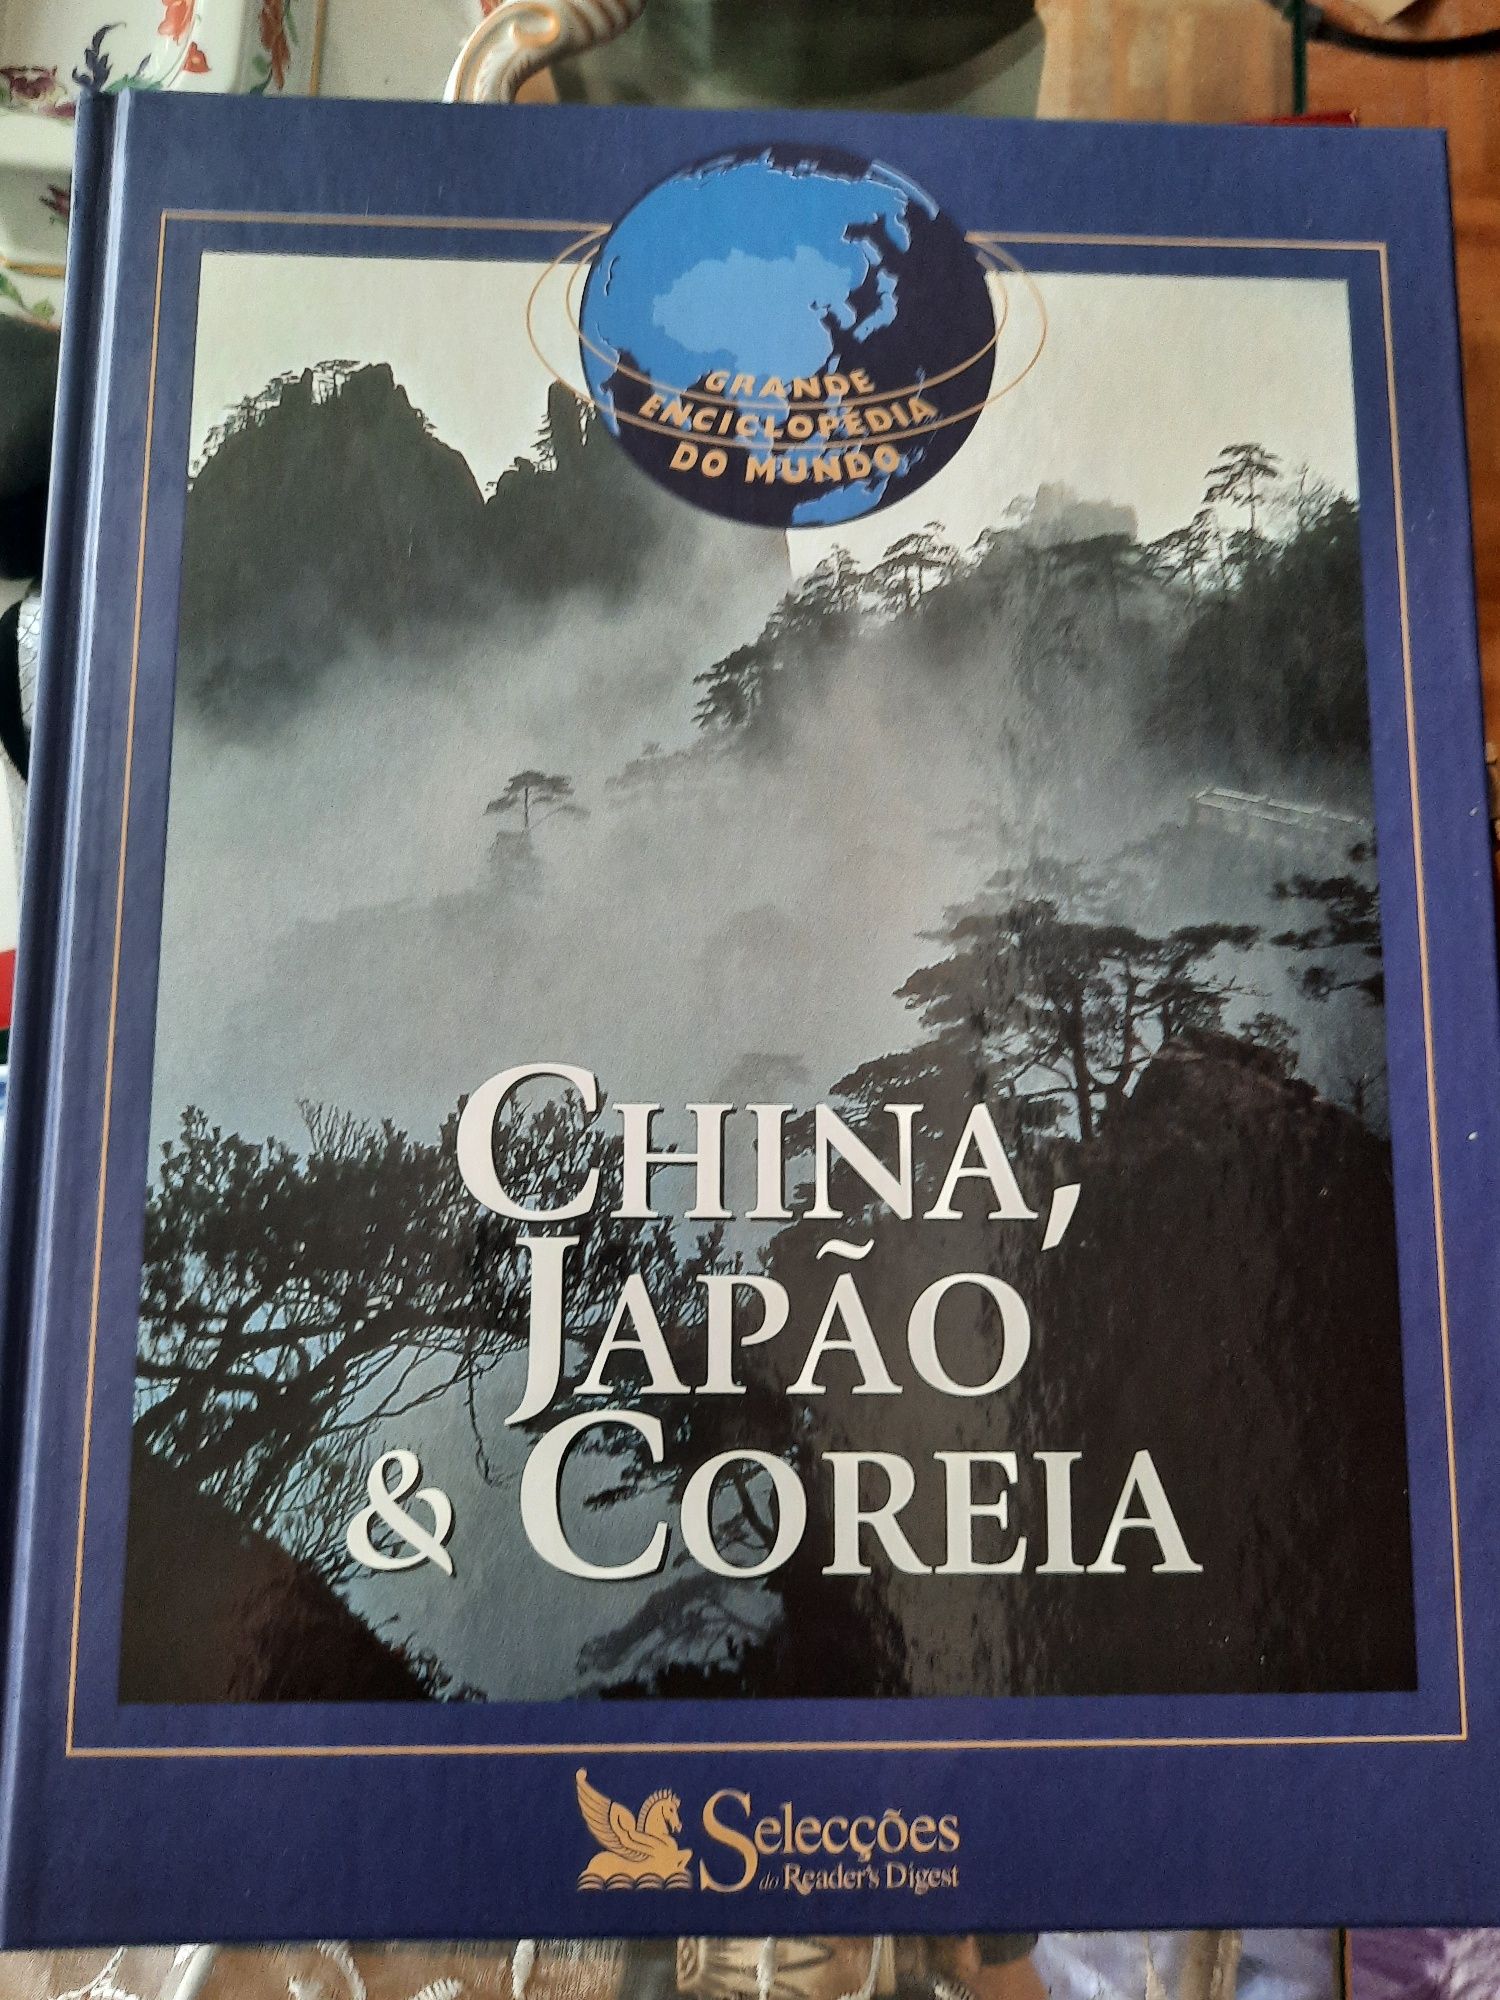 GRANDE
ENCICLOPÉDIA
DO MUNDO
CHINA,
JAPÃO
& COREIA
Selecções
do Reader's Digest